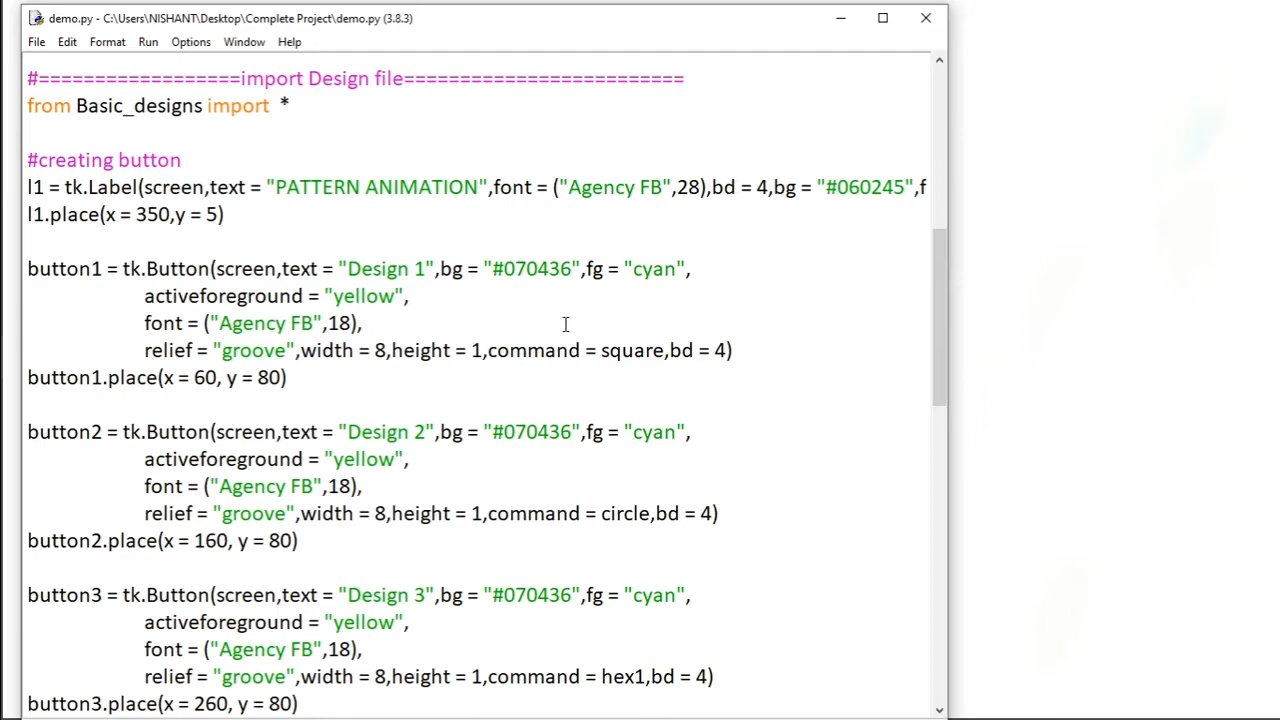 demo.py - C:\Users\NISHANT\Desktop\Complete Project\demo.py (3.8.3)
File Edit Format Run Options Window Help
#==================import Design file=========================
from Basic_designs import *
#creating button
l1 = tk.Label(screen,text = "PATTERN ANIMATION",font = ("Agency FB",28),bd = 4,bg = "#060245",f
l1.place(x = 350,y = 5)
button1 = tk.Button(screen,text = "Design 1",bg = "#070436",fg = "cyan",
activeforeground = "yellow",
font = ("Agency FB",18),
relief = "groove",width = 8,height = 1,command = square,bd = 4)
button1.place(x = 60, y = 80)
button2 = tk.Button(screen,text = "Design 2",bg = "#070436",fg = "cyan",
activeforeground = "yellow",
font = ("Agency FB",18),
relief = "groove",width = 8,height = 1,command = circle,bd = 4)
button2.place(x = 160, y = 80)
button3 = tk.Button(screen,text = "Design 3",bg = "#070436",fg = "cyan",
activeforeground = "yellow",
font = ("Agency FB",18),
relief = "groove",width = 8,height = 1,command = hex1,bd = 4)
button3.place(x = 260, y = 80)